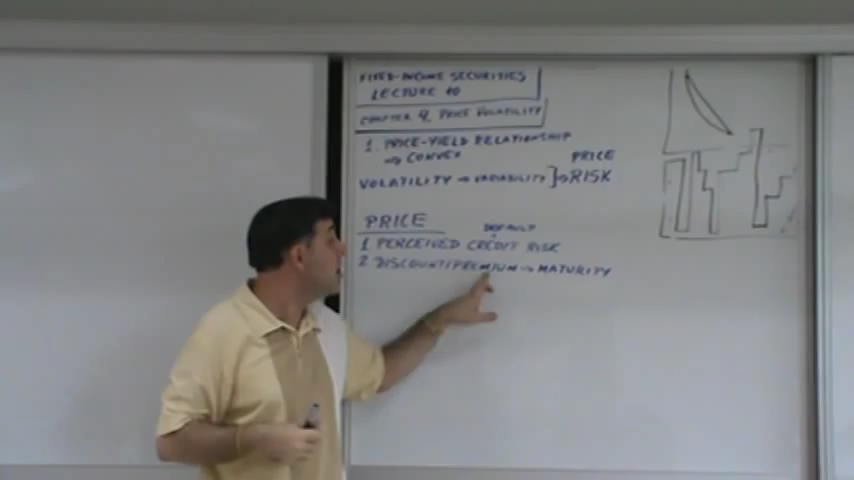 FIXED-INCOME SECURITIES
LECTURE 10
CHAPTER 4. PRICE VOLATILITY
1. PRICE-YIELD RELATIONSHIP
⇒ CONVEX
PRICE
VOLATILITY → VARIABILITY } → RISK
PRICE
DEFAULT
1 PERCEIVED CREDIT RISK
2 DISCOUNT/PREMIUM → MATURITY